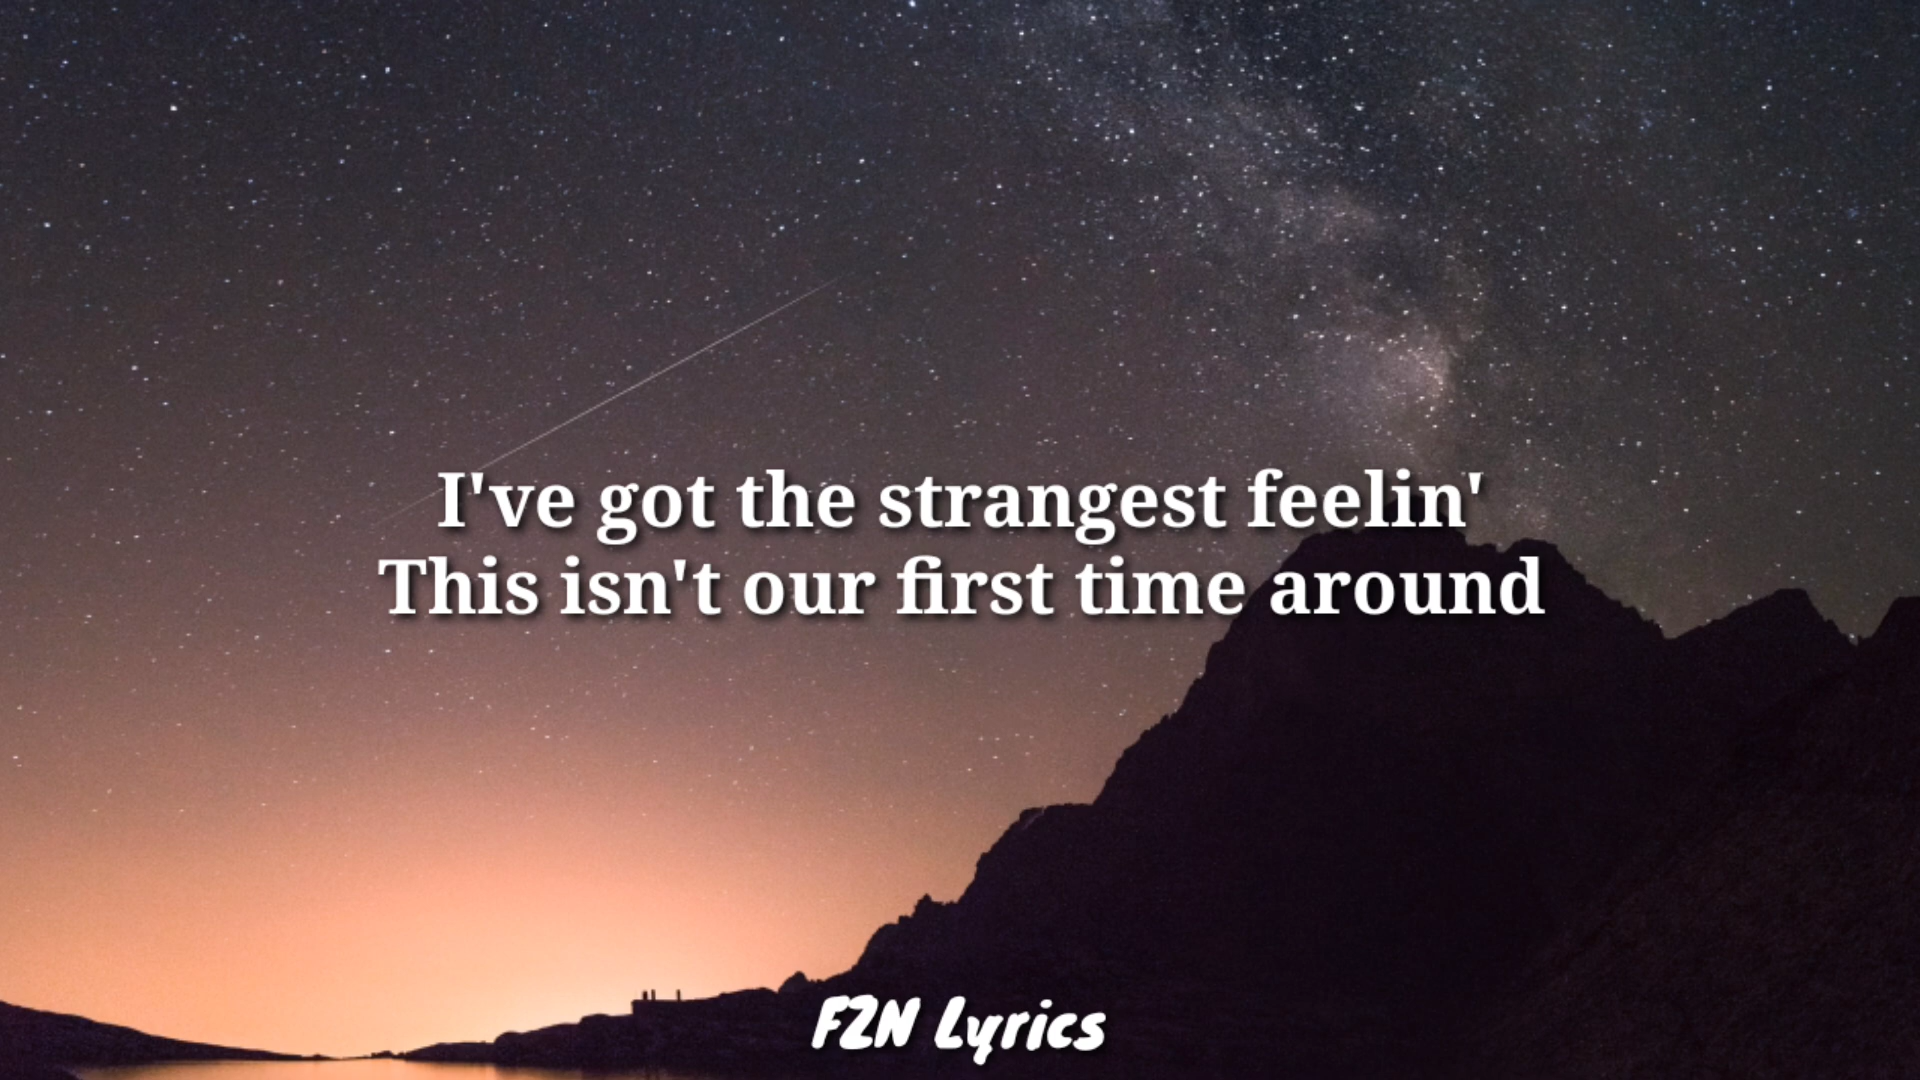 I've got the strangest feelin'
This isn't our first time around
FZN Lyrics